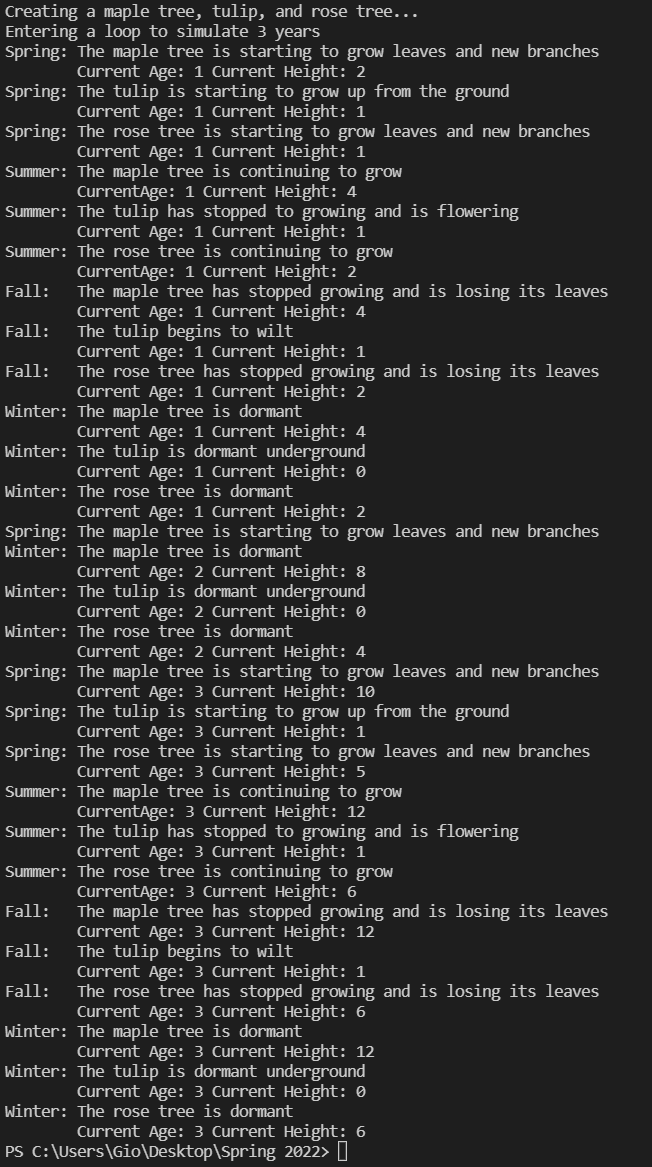 Creating a maple tree, tulip, and rose tree...
Entering a loop to simulate 3 years
Spring: The maple tree is starting to grow leaves and new branches
        Current Age: 1 Current Height: 2
Spring: The tulip is starting to grow up from the ground
        Current Age: 1 Current Height: 1
Spring: The rose tree is starting to grow leaves and new branches
        Current Age: 1 Current Height: 1
Summer: The maple tree is continuing to grow
        CurrentAge: 1 Current Height: 4
Summer: The tulip has stopped to growing and is flowering
        Current Age: 1 Current Height: 1
Summer: The rose tree is continuing to grow
        CurrentAge: 1 Current Height: 2
Fall:   The maple tree has stopped growing and is losing its leaves
        Current Age: 1 Current Height: 4
Fall:   The tulip begins to wilt
        Current Age: 1 Current Height: 1
Fall:   The rose tree has stopped growing and is losing its leaves
        Current Age: 1 Current Height: 2
Winter: The maple tree is dormant
        Current Age: 1 Current Height: 4
Winter: The tulip is dormant underground
        Current Age: 1 Current Height: 0
Winter: The rose tree is dormant
        Current Age: 1 Current Height: 2
Spring: The maple tree is starting to grow leaves and new branches
Winter: The maple tree is dormant
        Current Age: 2 Current Height: 8
Winter: The tulip is dormant underground
        Current Age: 2 Current Height: 0
Winter: The rose tree is dormant
        Current Age: 2 Current Height: 4
Spring: The maple tree is starting to grow leaves and new branches
        Current Age: 3 Current Height: 10
Spring: The tulip is starting to grow up from the ground
        Current Age: 3 Current Height: 1
Spring: The rose tree is starting to grow leaves and new branches
        Current Age: 3 Current Height: 5
Summer: The maple tree is continuing to grow
        CurrentAge: 3 Current Height: 12
Summer: The tulip has stopped to growing and is flowering
        Current Age: 3 Current Height: 1
Summer: The rose tree is continuing to grow
        CurrentAge: 3 Current Height: 6
Fall:   The maple tree has stopped growing and is losing its leaves
        Current Age: 3 Current Height: 12
Fall:   The tulip begins to wilt
        Current Age: 3 Current Height: 1
Fall:   The rose tree has stopped growing and is losing its leaves
        Current Age: 3 Current Height: 6
Winter: The maple tree is dormant
        Current Age: 3 Current Height: 12
Winter: The tulip is dormant underground
        Current Age: 3 Current Height: 0
Winter: The rose tree is dormant
        Current Age: 3 Current Height: 6
PS C:\Users\Gio\Desktop\Spring 2022>